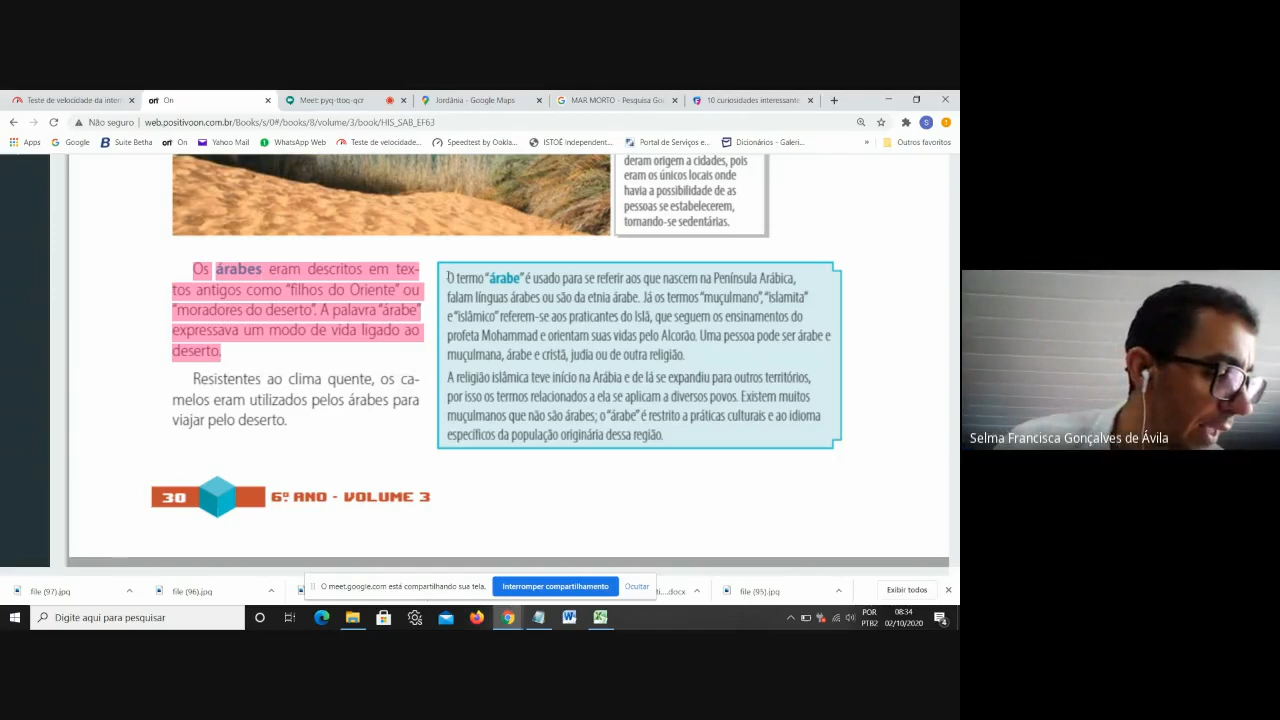 Teste de velocidade da intern
On
Meet: pyq-ttoq-qcr
Jordânia - Google Maps
MAR MORTO - Pesquisa Go
10 curiosidades interessante
Não seguro
web.positivoon.com.br/Books/s/0#/books/8/volume/3/book/HIS_SAB_EF63
Apps
Google
Suite Betha
On
Yahoo Mail
WhatsApp Web
Teste de velocidade...
Speedtest by Ookla...
ISTOÉ Independent...
Portal de Serviços e...
Dicionários - Galeri...
»
Outros favoritos
deram origem a cidades, pois
eram os únicos locais onde
havia a possibilidade de as
pessoas se estabelecerem,
tornando-se sedentárias.
Os árabes eram descritos em tex-
tos antigos como “filhos do Oriente” ou
“moradores do deserto”. A palavra “árabe”
expressava um modo de vida ligado ao
deserto.
Resistentes ao clima quente, os ca-
melos eram utilizados pelos árabes para
viajar pelo deserto.
O termo “árabe” é usado para se referir aos que nascem na Península Arábica,
falam línguas árabes ou são da etnia árabe. Já os termos “muçulmano”, “islamita”
e “islâmico” referem-se aos praticantes do Islã, que seguem os ensinamentos do
profeta Mohammad e orientam suas vidas pelo Alcorão. Uma pessoa pode ser árabe e
muçulmana, árabe e cristã, judia ou de outra religião.
A religião islâmica teve início na Arábia e de lá se expandiu para outros territórios,
por isso os termos relacionados a ela se aplicam a diversos povos. Existem muitos
muçulmanos que não são árabes; o “árabe” é restrito a práticas culturais e ao idioma
específicos da população originária dessa região.
30
6º ANO - VOLUME 3
Selma Francisca Gonçalves de Ávila
O meet.google.com está compartilhando sua tela.
Interromper compartilhamento
Ocultar
file (97).jpg
file (96).jpg
ti....docx
file (95).jpg
Exibir todos
Digite aqui para pesquisar
POR
PTB2
08:34
02/10/2020
4